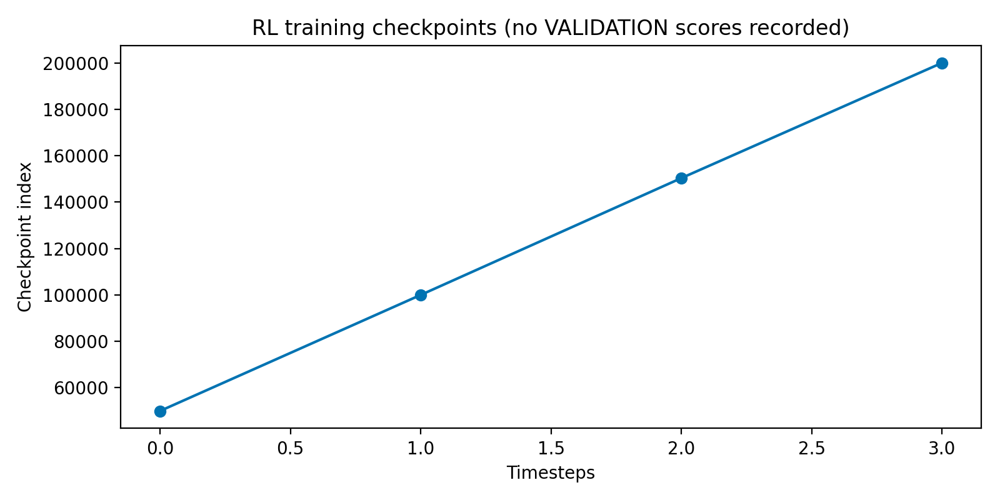 RL training checkpoints (no VALIDATION scores recorded)
200000
180000
160000
140000
120000
100000
80000
60000
Checkpoint index
0.0 0.5 1.0 1.5 2.0 2.5 3.0
Timesteps